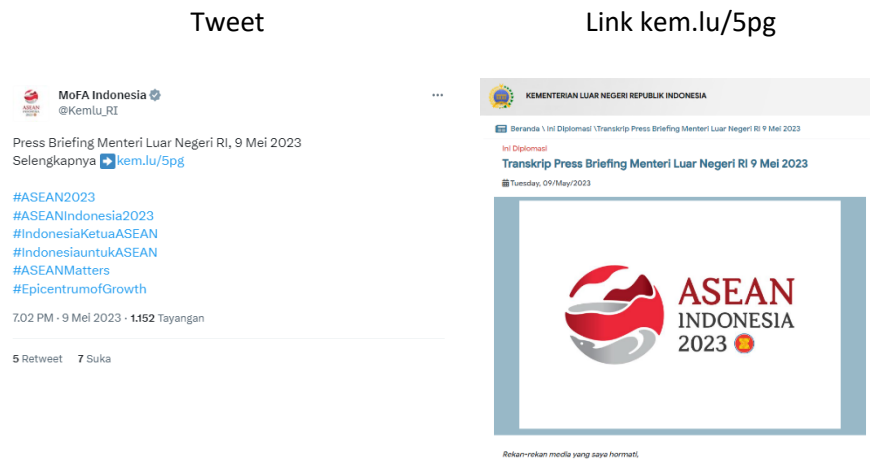 Tweet
Link kem.lu/5pg
MoFA Indonesia
@Kemlu_RI
Press Briefing Menteri Luar Negeri RI, 9 Mei 2023
Selengkapnya ➡kem.lu/5pg
#ASEAN2023
#ASEANIndonesia2023
#IndonesiaKetuaASEAN
#IndonesiauntukASEAN
#ASEANMatters
#EpicentrumofGrowth
7.02 PM · 9 Mei 2023 · 1.152 Tayangan
5 Retweet 7 Suka
KEMENTERIAN LUAR NEGERI REPUBLIK INDONESIA
Beranda \ Ini Diplomasi \Transkrip Press Briefing Menteri Luar Negeri RI 9 Mei 2023
Ini Diplomasi
Transkrip Press Briefing Menteri Luar Negeri RI 9 Mei 2023
Tuesday, 09/May/2023
ASEAN
INDONESIA
2023
Rekan-rekan media yang saya hormati,